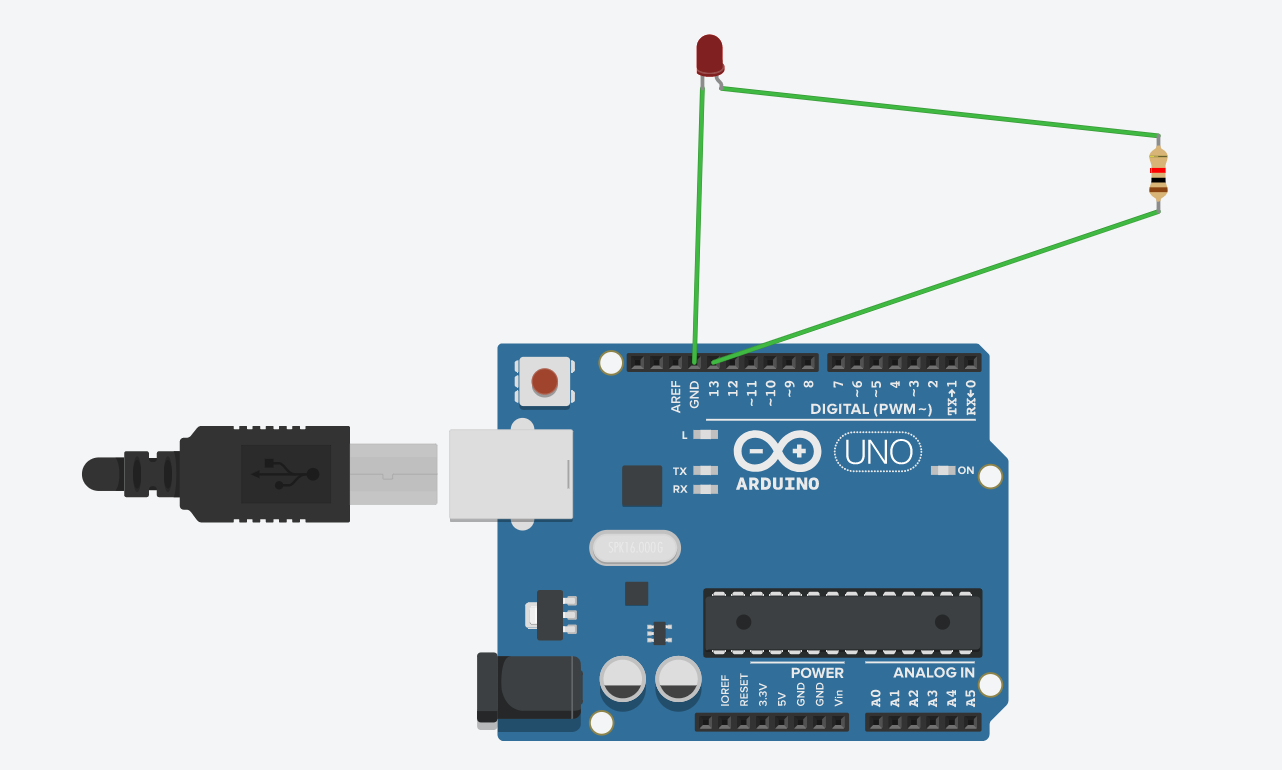 AREF
GND
13
12
~11
~10
~9
8
7
~6
~5
4
~3
2
TX→1
RX←0
DIGITAL (PWM~)
L
TX
RX
ARDUINO
UNO
ON
SPK16.000G
POWER
ANALOG IN
IOREF
RESET
3.3V
5V
GND
GND
Vin
A0
A1
A2
A3
A4
A5